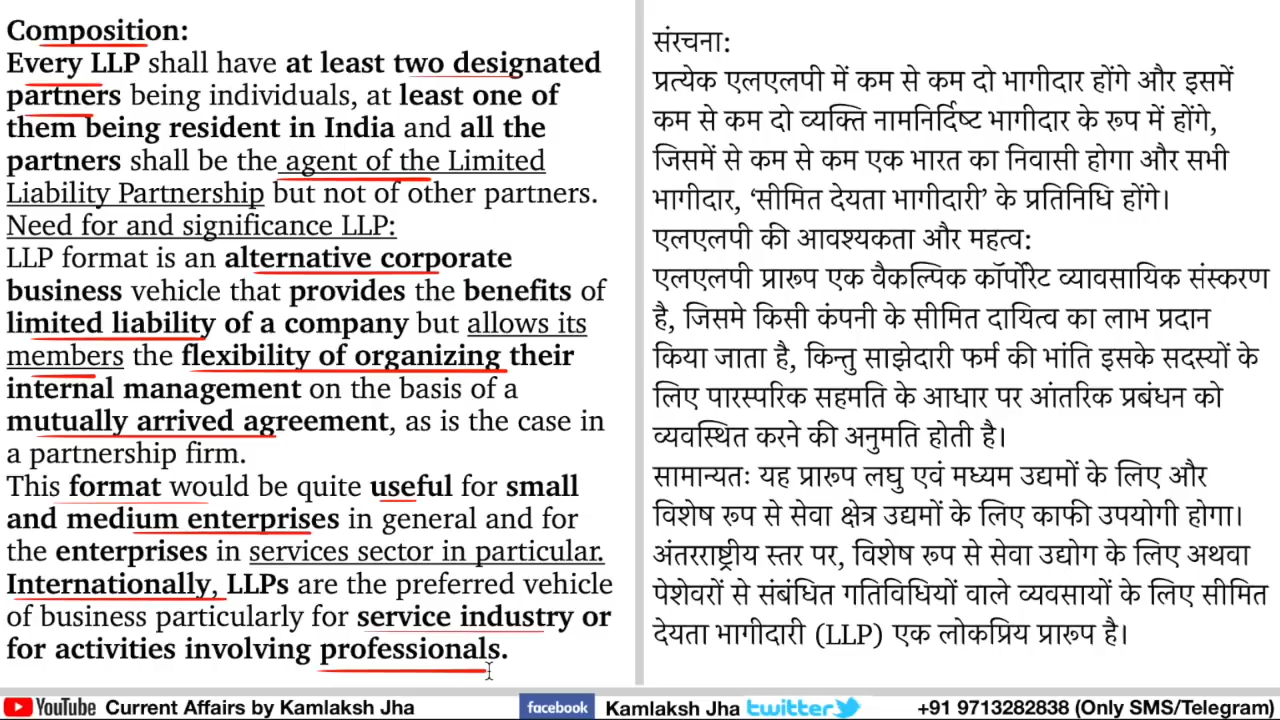 Composition:
Every LLP shall have at least two designated
partners being individuals, at least one of
them being resident in India and all the
partners shall be the agent of the Limited
Liability Partnership but not of other partners.
Need for and significance LLP:
LLP format is an alternative corporate
business vehicle that provides the benefits of
limited liability of a company but allows its
members the flexibility of organizing their
internal management on the basis of a
mutually arrived agreement, as is the case in
a partnership firm.
This format would be quite useful for small
and medium enterprises in general and for
the enterprises in services sector in particular.
Internationally, LLPs are the preferred vehicle
of business particularly for service industry or
for activities involving professionals.
संरचना:
प्रत्येक एलएलपी में कम से कम दो भागीदार होंगे और इसमें
कम से कम दो व्यक्ति नामनिर्दिष्ट भागीदार के रूप में होंगे,
जिसमें से कम से कम एक भारत का निवासी होगा और सभी
भागीदार, ‘सीमित देयता भागीदारी’ के प्रतिनिधि होंगे।
एलएलपी की आवश्यकता और महत्व:
एलएलपी प्रारूप एक वैकल्पिक कॉर्पोरेट व्यावसायिक संस्करण
है, जिसमे किसी कंपनी के सीमित दायित्व का लाभ प्रदान
किया जाता है, किन्तु साझेदारी फर्म की भांति इसके सदस्यों के
लिए पारस्परिक सहमति के आधार पर आंतरिक प्रबंधन को
व्यवस्थित करने की अनुमति होती है।
सामान्यतः यह प्रारूप लघु एवं मध्यम उद्यमों के लिए और
विशेष रूप से सेवा क्षेत्र उद्यमों के लिए काफी उपयोगी होगा।
अंतरराष्ट्रीय स्तर पर, विशेष रूप से सेवा उद्योग के लिए अथवा
पेशेवरों से संबंधित गतिविधियों वाले व्यवसायों के लिए सीमित
देयता भागीदारी (LLP) एक लोकप्रिय प्रारूप है।
YouTube Current Affairs by Kamlaksh Jha facebook Kamlaksh Jha twitter +91 9713282838 (Only SMS/Telegram)